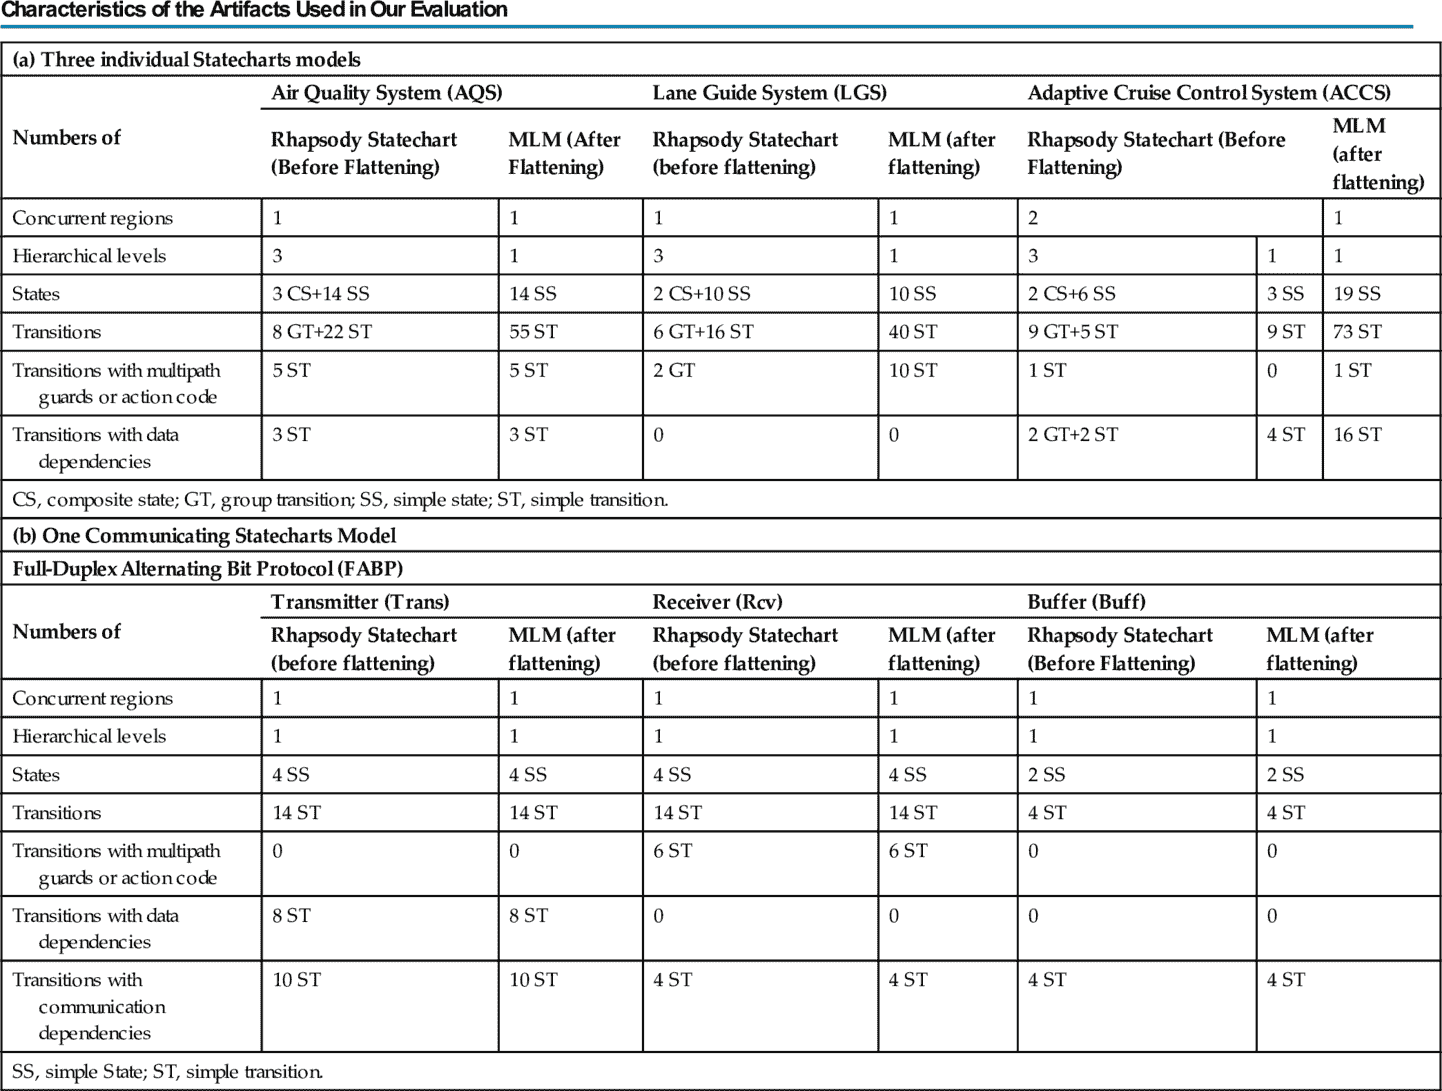 Characteristics of the Artifacts Used in Our Evaluation
(a) Three individual Statecharts models
Numbers of
Air Quality System (AQS) Lane Guide System (LGS) Adaptive Cruise Control System (ACCS)
Rhapsody Statechart (Before Flattening) MLM (After Flattening) Rhapsody Statechart (before flattening) MLM (after flattening) Rhapsody Statechart (Before Flattening) MLM (after flattening)
Concurrent regions 1 1 1 1 2 1
Hierarchical levels 3 1 3 1 3 1 1
States 3 CS+14 SS 14 SS 2 CS+10 SS 10 SS 2 CS+6 SS 3 SS 19 SS
Transitions 8 GT+22 ST 55 ST 6 GT+16 ST 40 ST 9 GT+5 ST 9 ST 73 ST
Transitions with multipath 5 ST 5 ST 2 GT 10 ST 1 ST 0 1 ST
guards or action code
Transitions with data 3 ST 3 ST 0 0 2 GT+2 ST 4 ST 16 ST
dependencies
CS, composite state; GT, group transition; SS, simple state; ST, simple transition.
(b) One Communicating Statecharts Model
Full-Duplex Alternating Bit Protocol (FABP)
Numbers of
Transmitter (Trans) Receiver (Rcv) Buffer (Buff)
Rhapsody Statechart (before flattening) MLM (after flattening) Rhapsody Statechart (before flattening) MLM (after flattening) Rhapsody Statechart (Before Flattening) MLM (after flattening)
Concurrent regions 1 1 1 1 1 1
Hierarchical levels 1 1 1 1 1 1
States 4 SS 4 SS 4 SS 4 SS 2 SS 2 SS
Transitions 14 ST 14 ST 14 ST 14 ST 4 ST 4 ST
Transitions with multipath 0 0 6 ST 6 ST 0 0
guards or action code
Transitions with data 8 ST 8 ST 0 0 0 0
dependencies
Transitions with 10 ST 10 ST 4 ST 4 ST 4 ST 4 ST
communication
dependencies
SS, simple State; ST, simple transition.